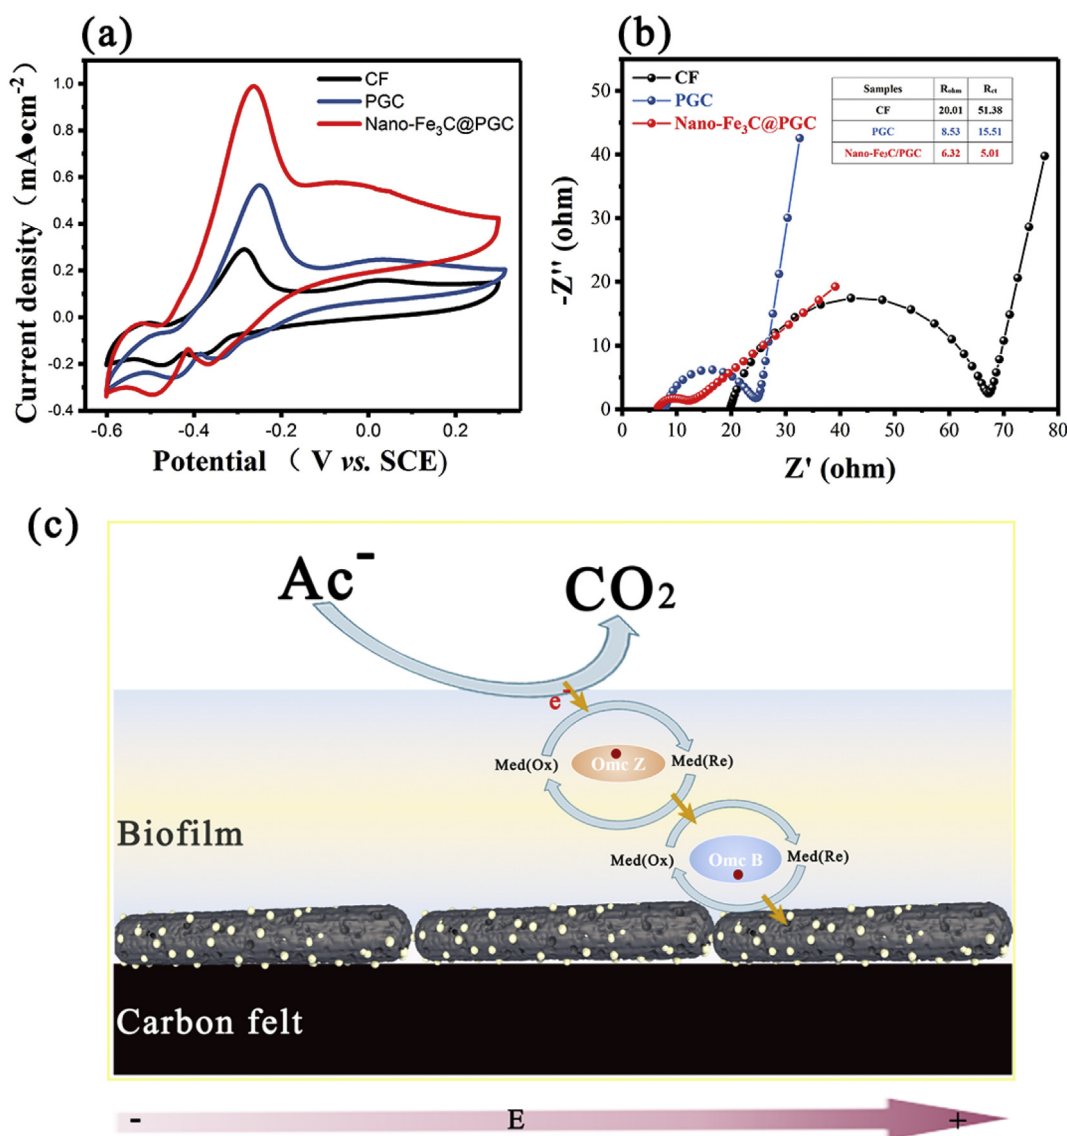 (a)
CF
PGC
Nano-Fe₃C@PGC
1.0
0.8
0.6
0.4
0.2
0.0
-0.2
-0.4
-0.6
-0.4
-0.2
0.0
0.2
Current density (mA●cm⁻²)
Potential ( V vs. SCE)
(b)
CF
PGC
Nano-Fe₃C@PGC
Samples Rohm Rct
CF 20.01 51.38
PGC 8.53 15.51
Nano-Fe₃C/PGC 6.32 5.01
50
40
30
20
10
0
0 10 20 30 40 50 60 70 80
-Z'' (ohm)
Z' (ohm)
(c)
Ac⁻
CO₂
e⁻
Med(Ox)
Omc Z
Med(Re)
Biofilm
Med(Ox)
Omc B
Med(Re)
Carbon felt
- E +